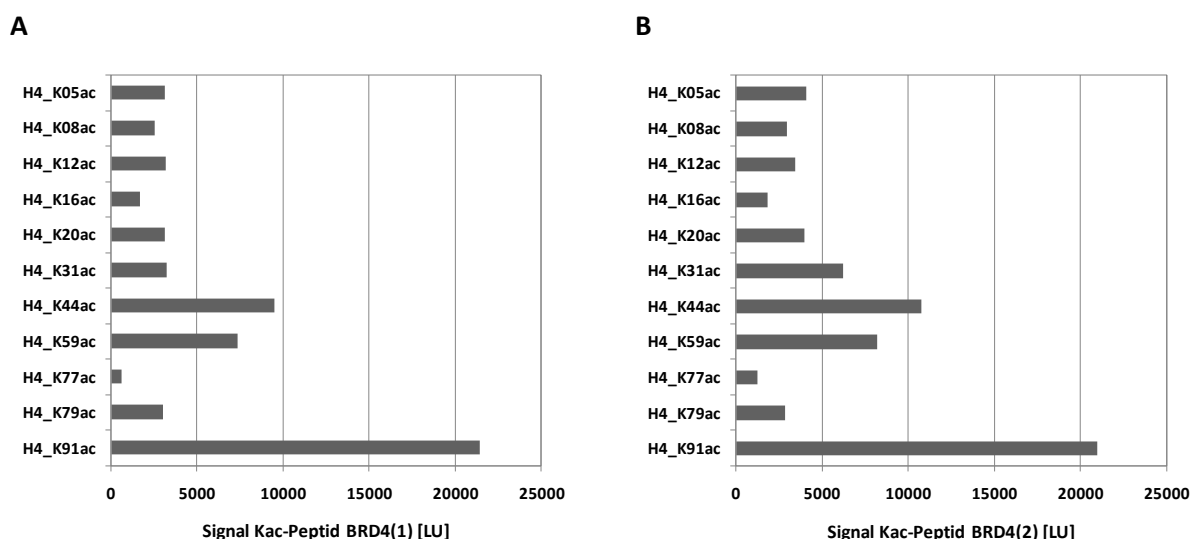 A
H4_K05ac
H4_K08ac
H4_K12ac
H4_K16ac
H4_K20ac
H4_K31ac
H4_K44ac
H4_K59ac
H4_K77ac
H4_K79ac
H4_K91ac
0 5000 10000 15000 20000 25000
Signal Kac-Peptid BRD4(1) [LU]
B
H4_K05ac
H4_K08ac
H4_K12ac
H4_K16ac
H4_K20ac
H4_K31ac
H4_K44ac
H4_K59ac
H4_K77ac
H4_K79ac
H4_K91ac
0 5000 10000 15000 20000 25000
Signal Kac-Peptid BRD4(2) [LU]